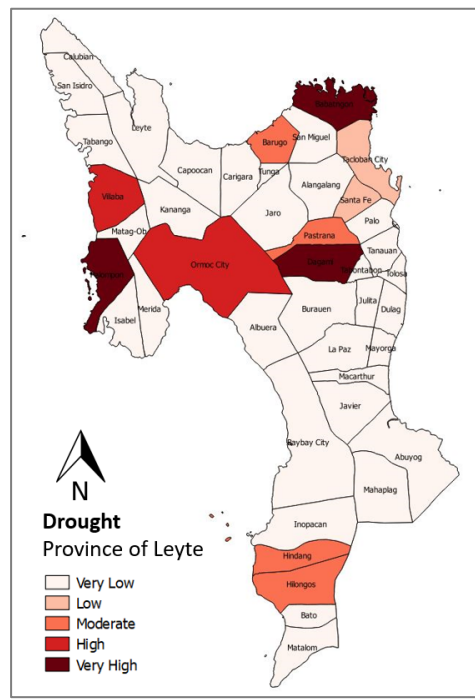 Calubian
San Isidro
Leyte
Tabango
Babatngon
Barugo
San Miguel
Tacloban City
Capoocan
Carigara
Tunga
Alangalang
Villaba
Kananga
Jaro
Santa Fe
Palo
Matag-Ob
Pastrana
Ormoc City
Dagami
Tanauan
Tolosa
Palompon
Isabel
Merida
Albuera
Burauen
Julita
Dulag
La Paz
Mayorga
Macarthur
Javier
Baybay City
Abuyog
Mahaplag
Inopacan
Hindang
Hilongos
Bato
Matalom
N
Drought
Province of Leyte
Very Low
Low
Moderate
High
Very High